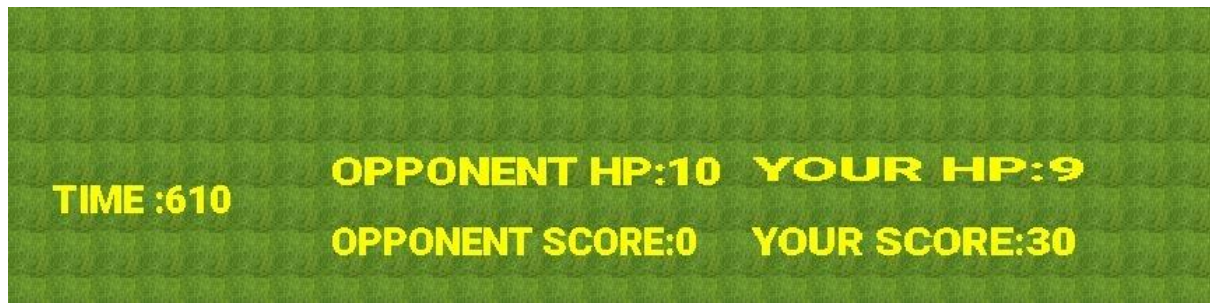 OPPONENT HP:10 YOUR HP:9
TIME :610
OPPONENT SCORE:0 YOUR SCORE:30